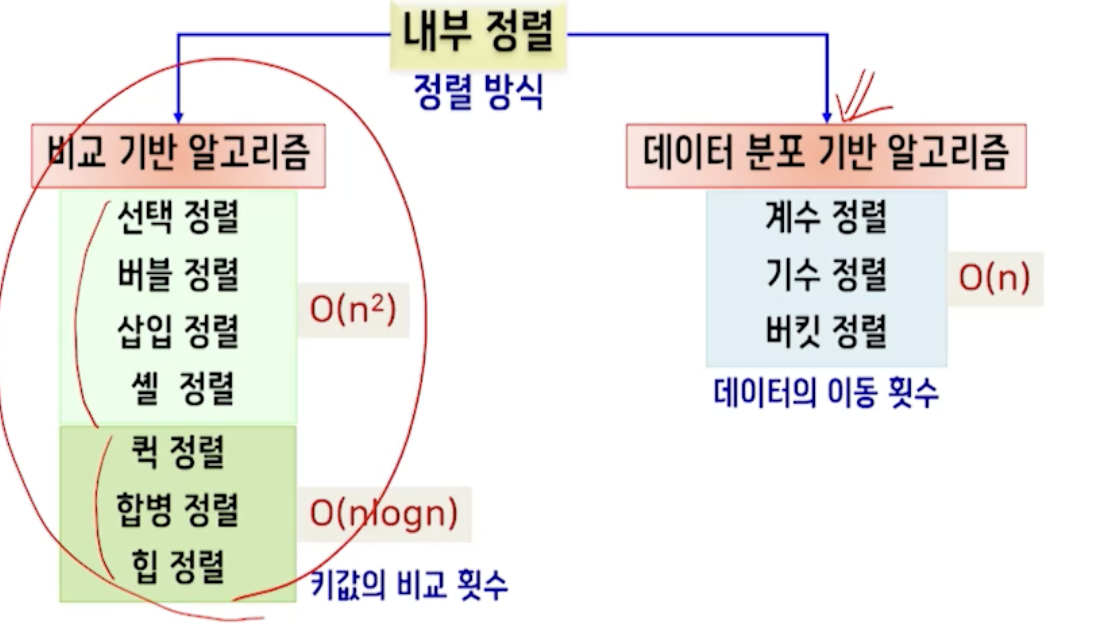 내부 정렬
정렬 방식
비교 기반 알고리즘
선택 정렬
버블 정렬
삽입 정렬
셸 정렬
O(n²)
퀵 정렬
합병 정렬
힙 정렬
O(nlogn)
키값의 비교 횟수
데이터 분포 기반 알고리즘
계수 정렬
기수 정렬
버킷 정렬
O(n)
데이터의 이동 횟수